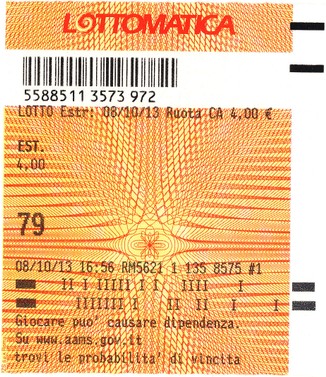 LOTTOMATICA
5588511 3573 972
LOTTO Estr: 08/10/13 Ruota CA 4,00 €
EST.
4,00
79
08/10/13 16:56 RM5621 1 135 8575 #1
Giocare puo' causare dipendenza.
Su www.aams.gov.it
trovi le probabilita' di vincita